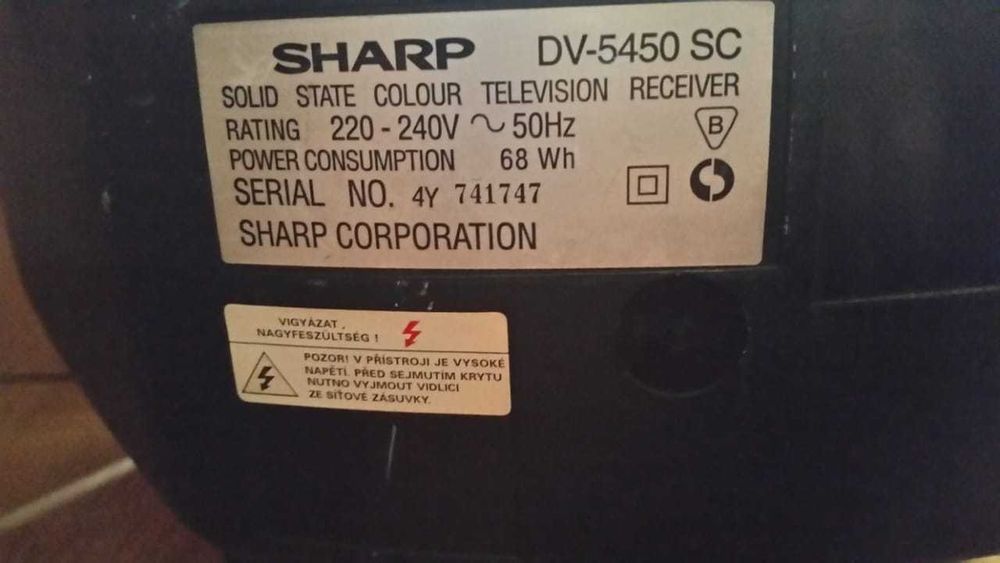 SHARP DV-5450 SC
SOLID STATE COLOUR TELEVISION RECEIVER
RATING 220-240V ~ 50Hz
B
POWER CONSUMPTION 68 Wh
SERIAL NO. 4Y 741747
SHARP CORPORATION
VIGYÁZAT,
NAGYFESZÜLTSÉG!
POZOR! V PŘÍSTROJI JE VYSOKÉ
NAPĚTÍ. PŘED SEJMUTÍM KRYTU
NUTNO VYJMOUT VIDLICI
ZE SÍŤOVÉ ZÁSUVKY.